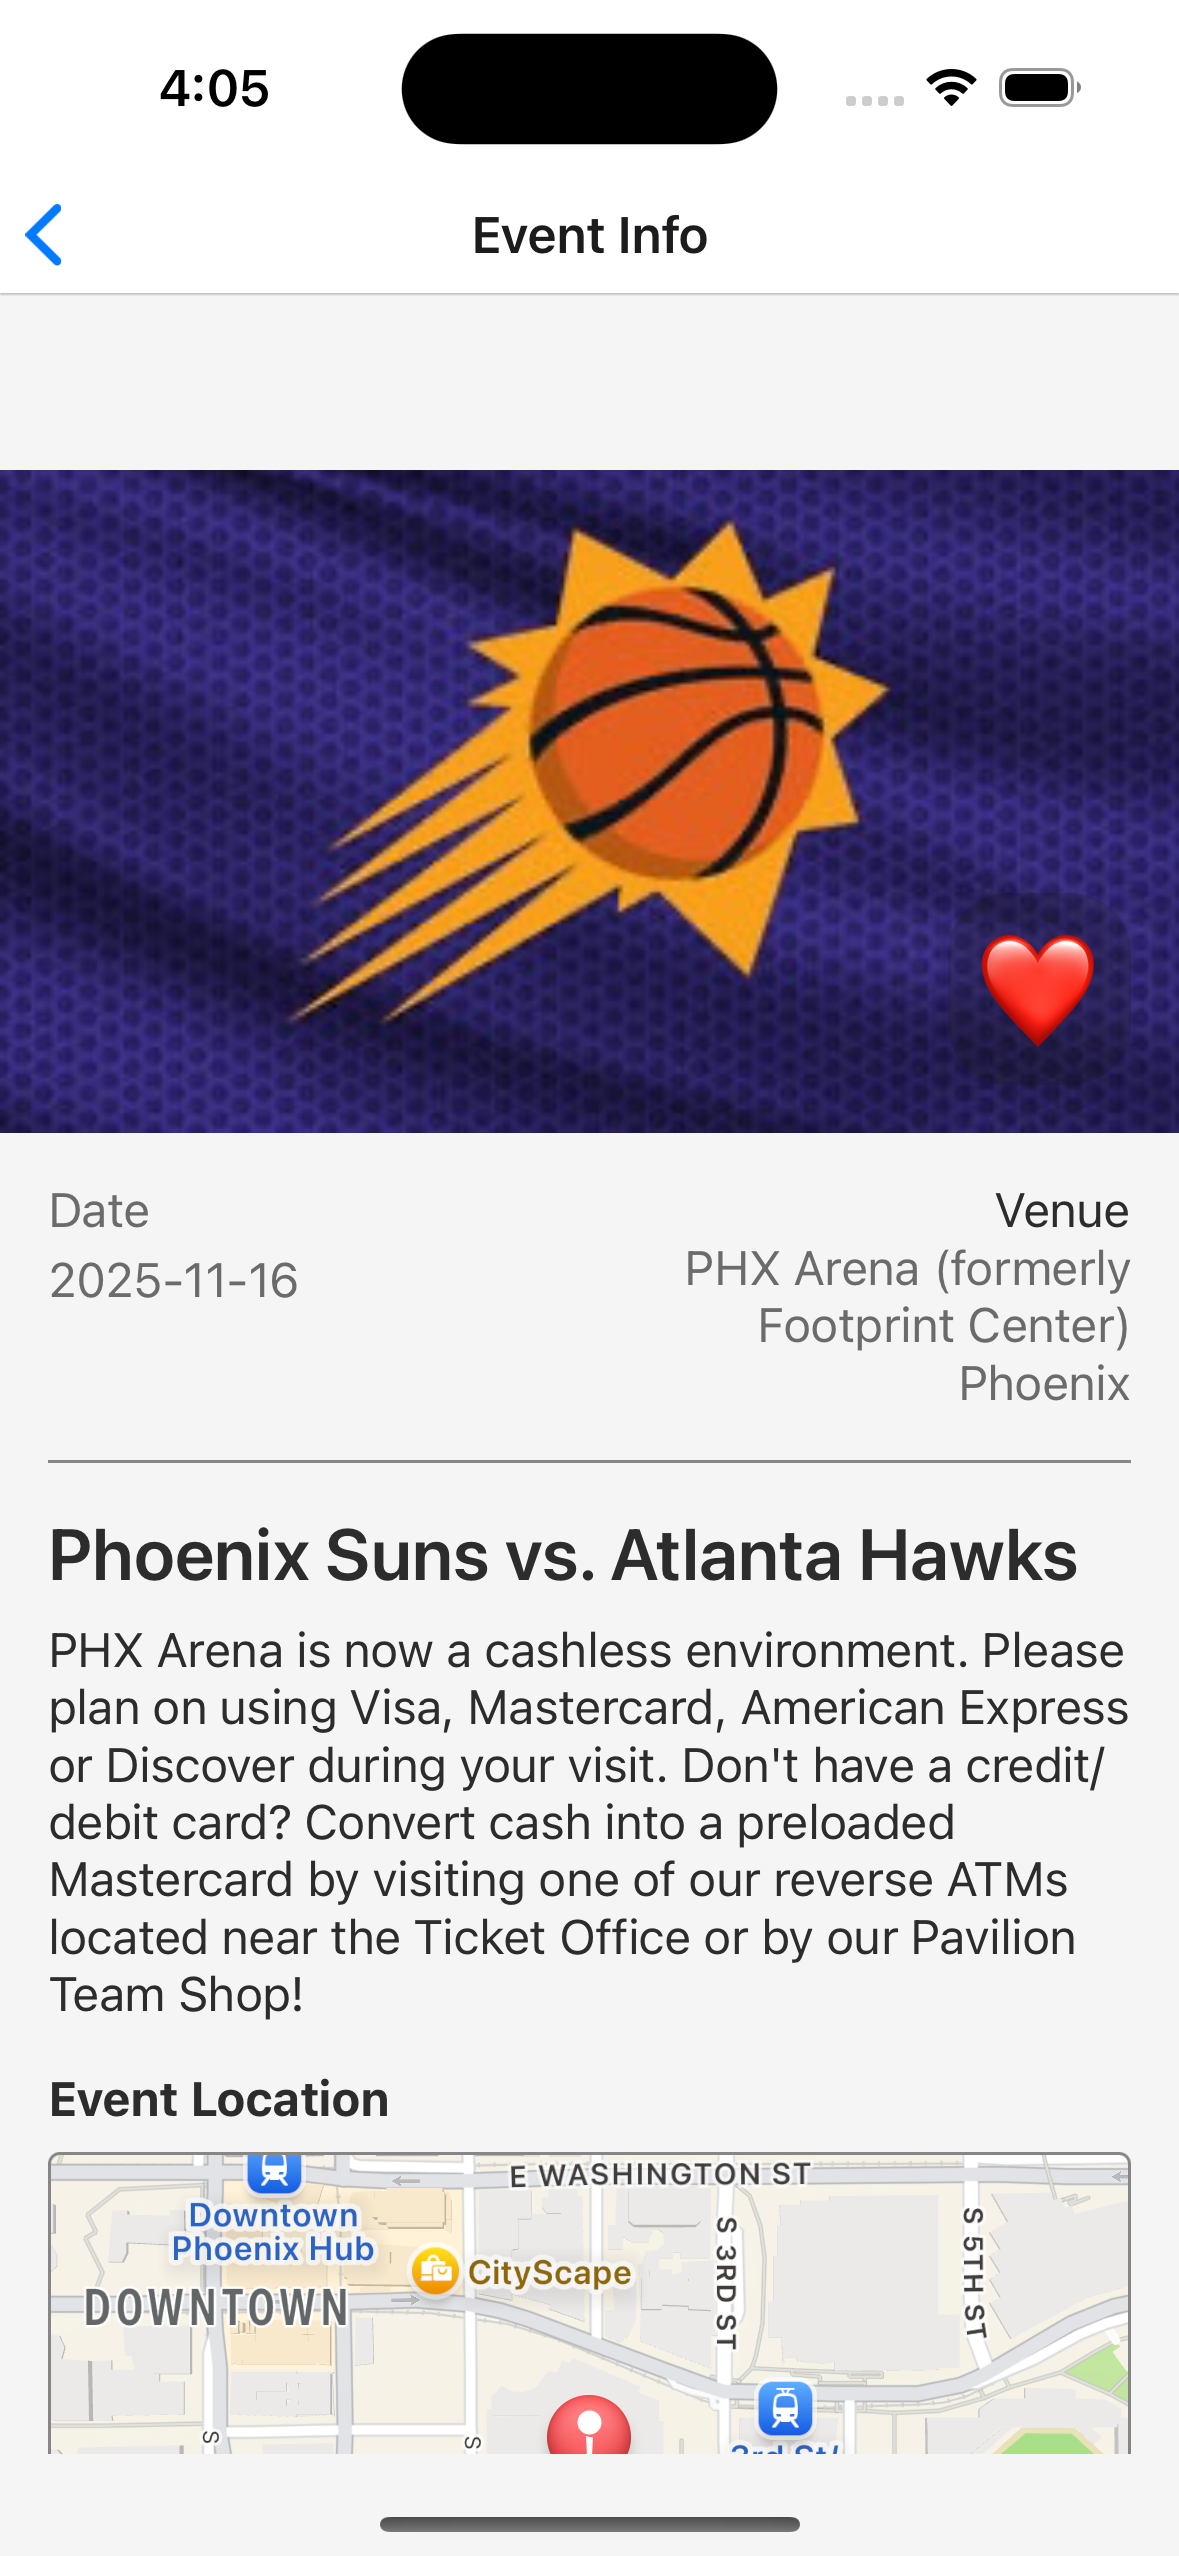 4:05
Event Info
Date
2025-11-16
Venue
PHX Arena (formerly
Footprint Center)
Phoenix
Phoenix Suns vs. Atlanta Hawks
PHX Arena is now a cashless environment. Please
plan on using Visa, Mastercard, American Express
or Discover during your visit. Don't have a credit/
debit card? Convert cash into a preloaded
Mastercard by visiting one of our reverse ATMs
located near the Ticket Office or by our Pavilion
Team Shop!
Event Location
E WASHINGTON ST
Downtown
Phoenix Hub
CityScape
DOWNTOWN
S 3RD ST
S 5TH ST
S
S
3rd St/